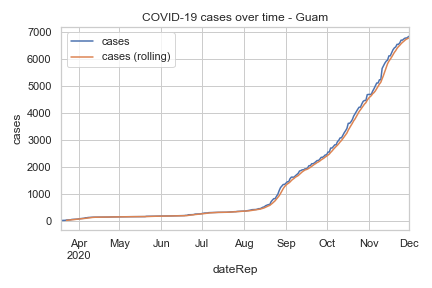 COVID-19 cases over time - Guam
cases
cases (rolling)
7000
6000
5000
4000
3000
2000
1000
0
cases
Apr
2020
May
Jun
Jul
Aug
Sep
Oct
Nov
Dec
dateRep